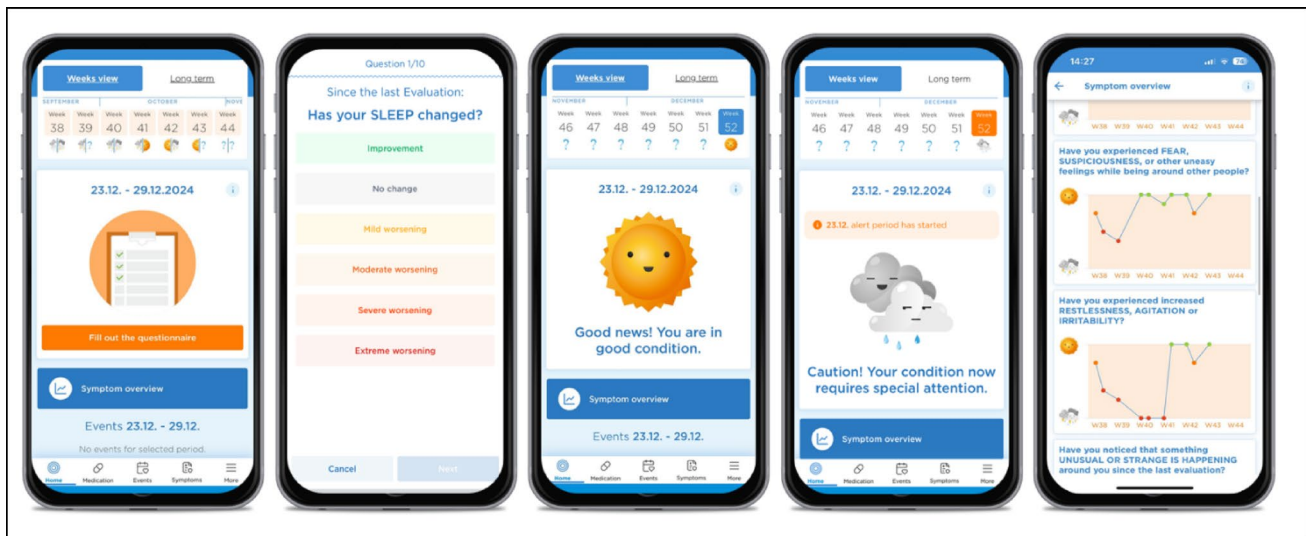 Weeks view Long term
SEPTEMBER OCTOBER NOVE
Week Week Week Week Week Week Week
38 39 40 41 42 43 44
? ? ?|?
23.12. - 29.12.2024 i
Fill out the questionnaire
Symptom overview
Events 23.12. - 29.12.
No events for selected period.
Home Medication Events Symptoms More
Question 1/10
Since the last Evaluation:
Has your SLEEP changed?
Improvement
No change
Mild worsening
Moderate worsening
Severe worsening
Extreme worsening
Cancel Next
Weeks view Long term
NOVEMBER DECEMBER
Week Week Week Week Week Week Week
46 47 48 49 50 51 52
? ? ? ? ? ?
23.12. - 29.12.2024 i
Good news! You are in
good condition.
Symptom overview
Events 23.12. - 29.12.
Home Medication Events Symptoms More
Weeks view Long term
NOVEMBER DECEMBER
Week Week Week Week Week Week Week
46 47 48 49 50 51 52
? ? ? ? ? ?
23.12. - 29.12.2024 i
23.12. alert period has started
Caution! Your condition now
requires special attention.
Symptom overview
Home Medication Events Symptoms More
14:27
Symptom overview i
W38 W39 W40 W41 W42 W43 W44
Have you experienced FEAR,
SUSPICIOUSNESS, or other uneasy
feelings while being around other people?
W38 W39 W40 W41 W42 W43 W44
Have you experienced increased
RESTLESSNESS, AGITATION or
IRRITABILITY?
W38 W39 W40 W41 W42 W43 W44
Have you noticed that something
UNUSUAL OR STRANGE IS HAPPENING
around you since the last evaluation?